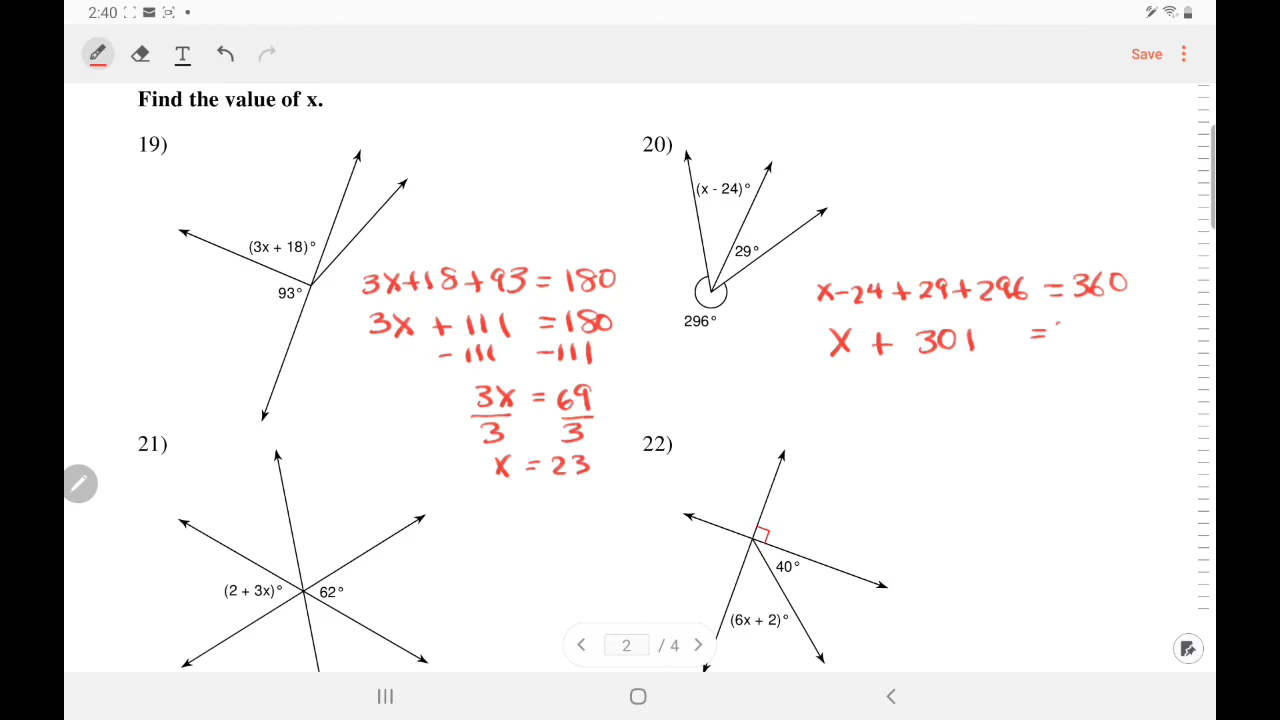 2:40
T
Save
Find the value of x.
19)
(3x + 18)°
93°
3x+18+93=180
3x + 111 =180
-111 -111
3x = 69
3 3
x = 23
20)
(x - 24)°
29°
296°
x-24+29+296 =360
x + 301 =
21)
(2 + 3x)°
62°
22)
40°
(6x + 2)°
2 / 4